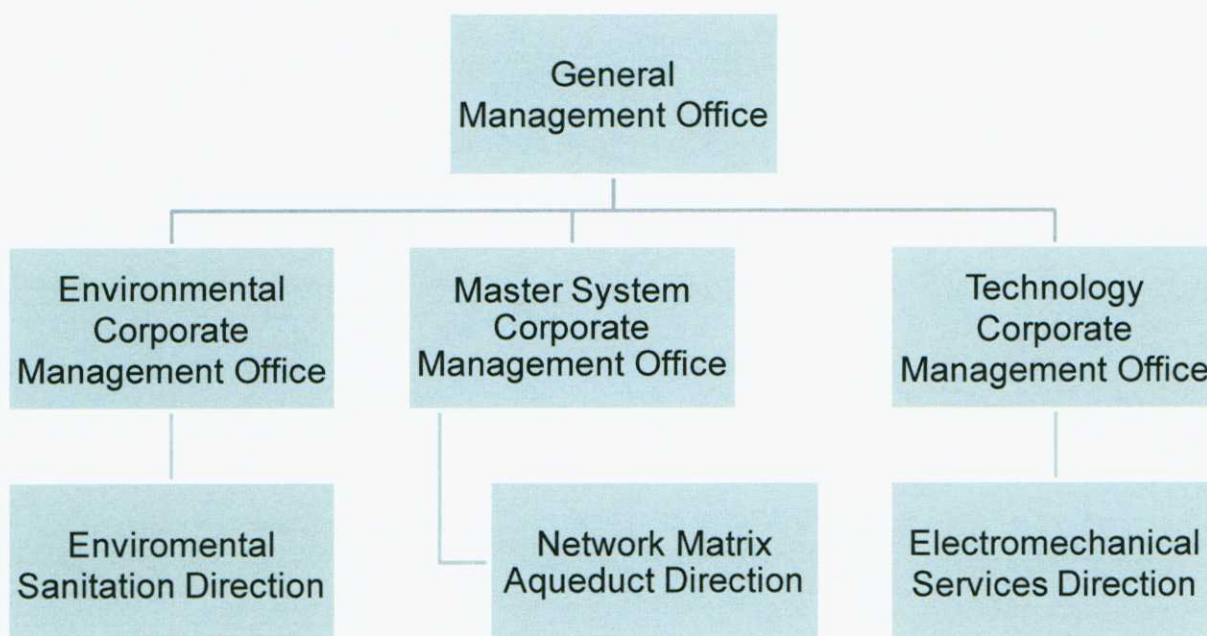 General
Management Office
Environmental
Corporate
Management Office
Master System
Corporate
Management Office
Technology
Corporate
Management Office
Enviromental
Sanitation Direction
Network Matrix
Aqueduct Direction
Electromechanical
Services Direction